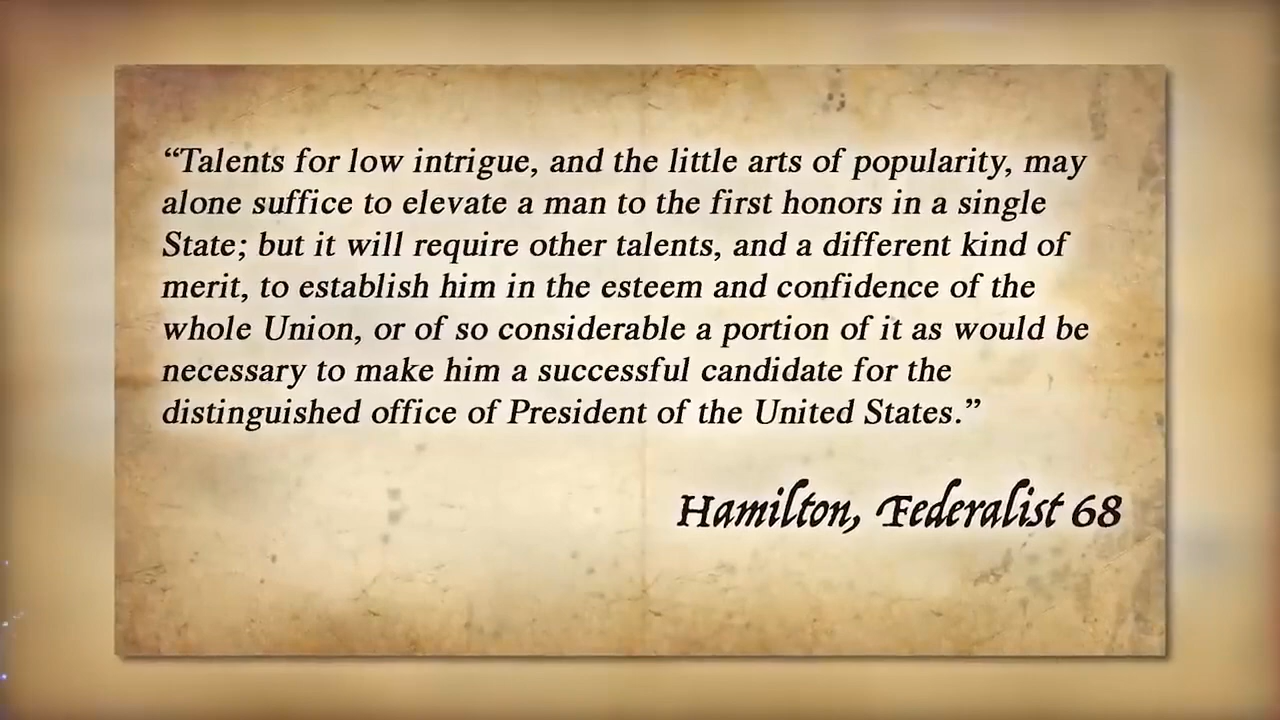 “Talents for low intrigue, and the little arts of popularity, may
alone suffice to elevate a man to the first honors in a single
State; but it will require other talents, and a different kind of
merit, to establish him in the esteem and confidence of the
whole Union, or of so considerable a portion of it as would be
necessary to make him a successful candidate for the
distinguished office of President of the United States.”
Hamilton, Federalist 68